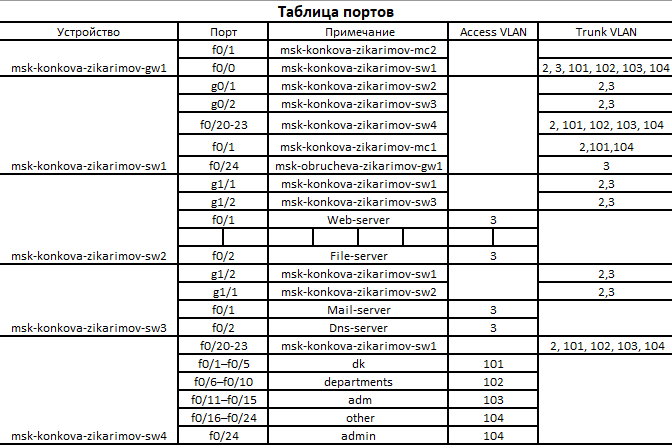 Таблица портов
Устройство Порт Примечание Access VLAN Trunk VLAN
f0/1 msk-konkova-zikarimov-mc2
msk-konkova-zikarimov-gw1 f0/0 msk-konkova-zikarimov-sw1 2, 3, 101, 102, 103, 104
g0/1 msk-konkova-zikarimov-sw2 2,3
g0/2 msk-konkova-zikarimov-sw3 2,3
f0/20-23 msk-konkova-zikarimov-sw4 2, 101, 102, 103, 104
f0/1 msk-konkova-zikarimov-mc1 2,101,104
msk-konkova-zikarimov-sw1 f0/24 msk-obrucheva-zikarimov-gw1 3
g1/1 msk-konkova-zikarimov-sw1 2,3
g1/2 msk-konkova-zikarimov-sw3 2,3
f0/1 Web-server 3
msk-konkova-zikarimov-sw2 f0/2 File-server 3
g1/2 msk-konkova-zikarimov-sw1 2,3
g1/1 msk-konkova-zikarimov-sw2 2,3
f0/1 Mail-server 3
msk-konkova-zikarimov-sw3 f0/2 Dns-server 3
f0/20-23 msk-konkova-zikarimov-sw1 2, 101, 102, 103, 104
f0/1–f0/5 dk 101
f0/6–f0/10 departments 102
f0/11–f0/15 adm 103
f0/16–f0/24 other 104
msk-konkova-zikarimov-sw4 f0/24 admin 104